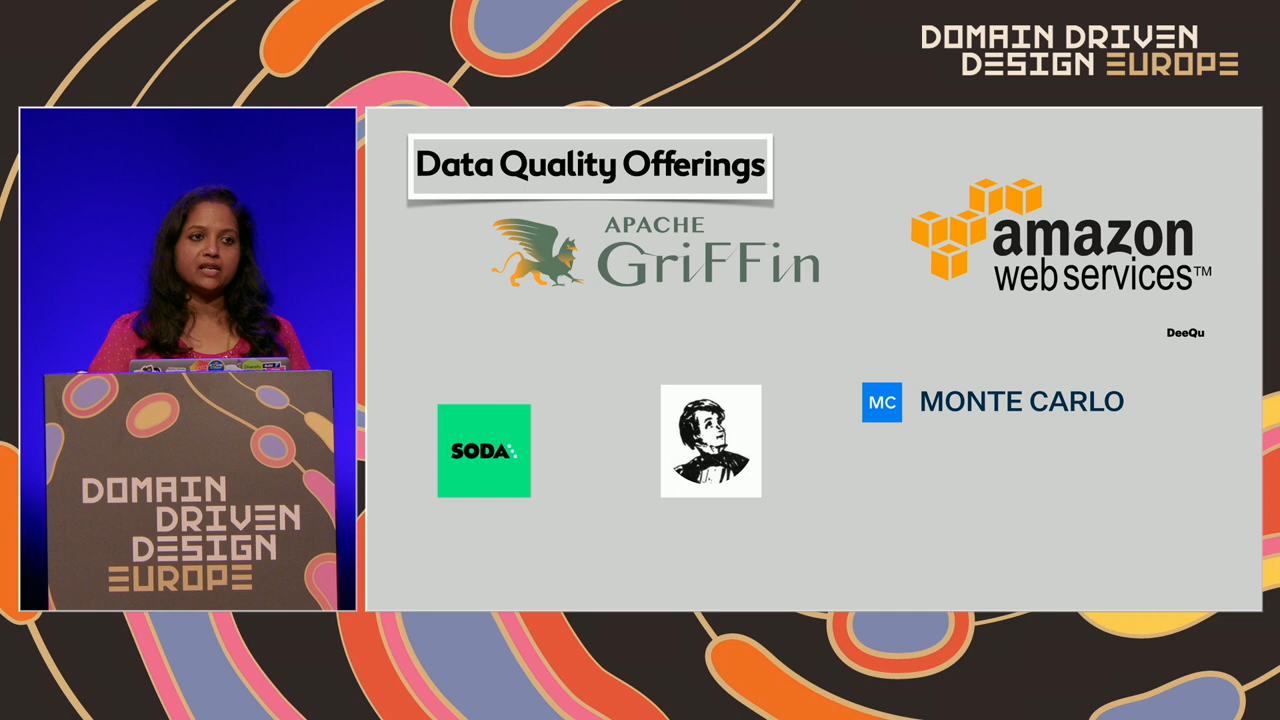 DOMAIN DRIVEN
DESIGN EUROPE
Data Quality Offerings
APACHE
GriFFin
amazon
web services™
DeeQu
MC MONTE CARLO
SODA
DOMAIN
DRIVEN
DESIGN
EUROPE